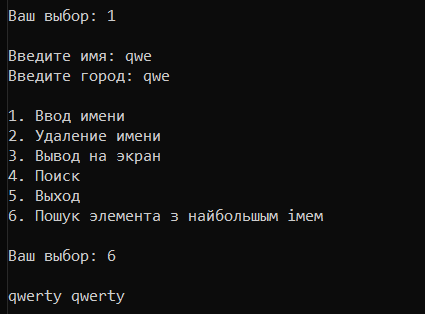 Ваш выбор: 1
Введите имя: qwe
Введите город: qwe
1. Ввод имени
2. Удаление имени
3. Вывод на экран
4. Поиск
5. Выход
6. Пошук элемента з найбольшым імем
Ваш выбор: 6
qwerty qwerty